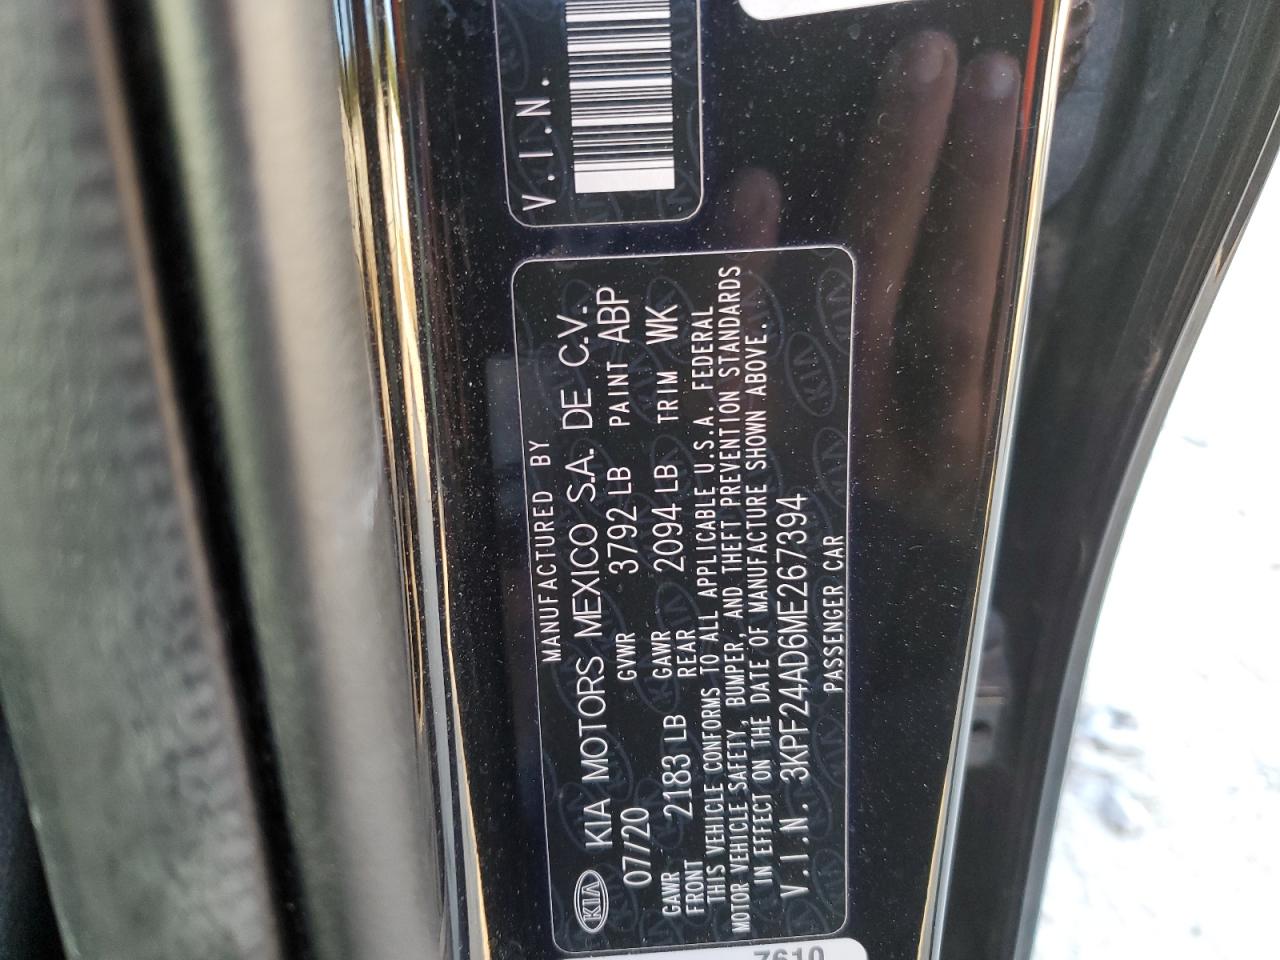 V.I.N.
MANUFACTURED BY
KIA KIA MOTORS MEXICO S.A. DE C.V.
07/20 GVWR 3792 LB PAINT ABP
GAWR FRONT 2183 LB GAWR REAR 2094 LB TRIM WK
THIS VEHICLE CONFORMS TO ALL APPLICABLE U.S.A. FEDERAL
MOTOR VEHICLE SAFETY, BUMPER, AND THEFT PREVENTION STANDARDS
IN EFFECT ON THE DATE OF MANUFACTURE SHOWN ABOVE.
V.I.N. 3KPF24AD6ME267394
PASSENGER CAR
7610